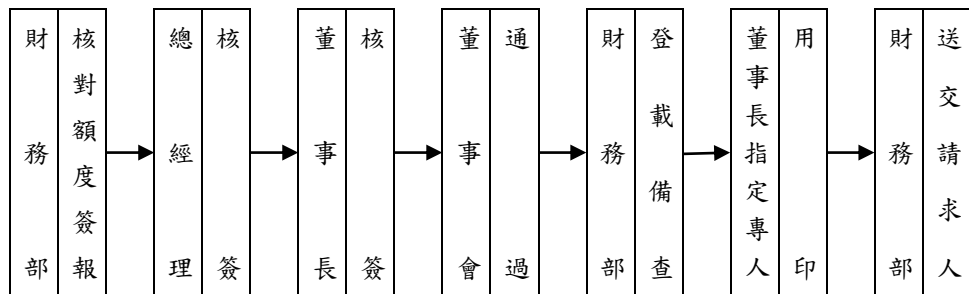 財務部
核對額度簽報
總經理
核簽
董事長
核簽
董事會
通過
財務部
登載備查
董事長指定專人
用印
財務部
送交請求人